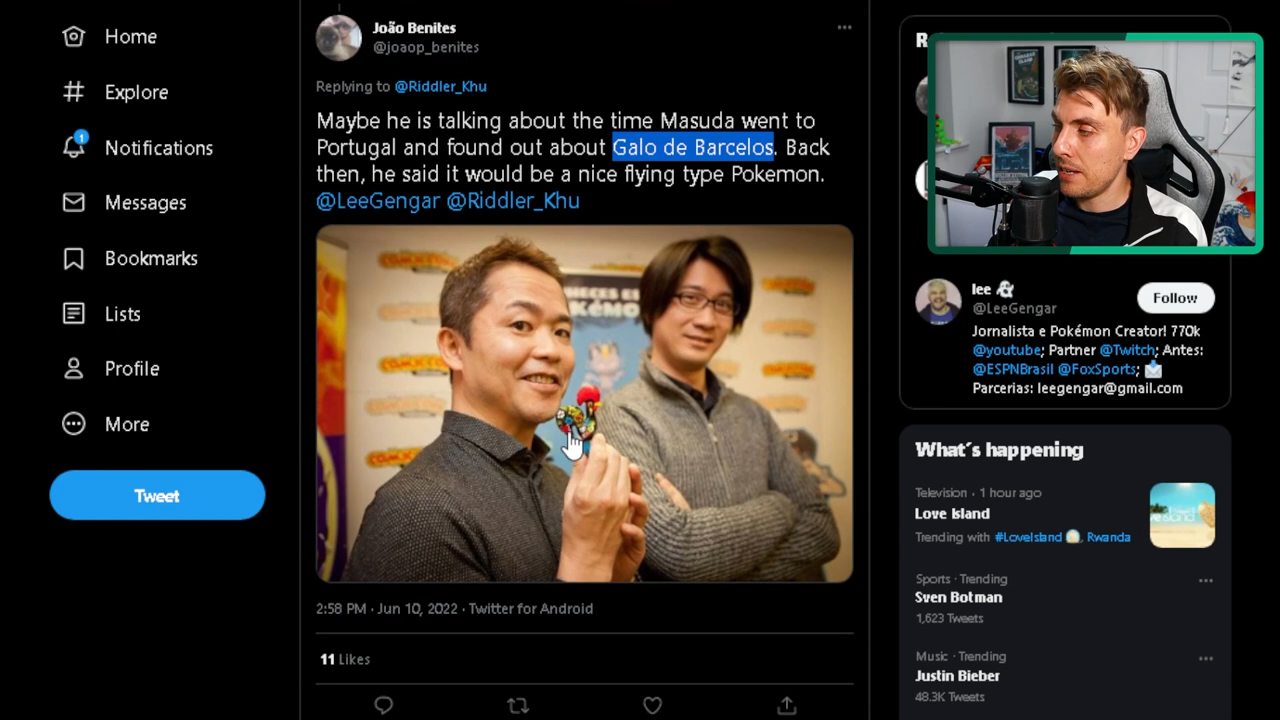 Home
Explore
1
Notifications
Messages
Bookmarks
Lists
Profile
More
Tweet
João Benites
@joaop_benites
Replying to @Riddler_Khu
Maybe he is talking about the time Masuda went to
Portugal and found out about Galo de Barcelos. Back
then, he said it would be a nice flying type Pokemon.
@LeeGengar @Riddler_Khu
2:58 PM · Jun 10, 2022 · Twitter for Android
11 Likes
lee
@LeeGengar
Follow
Jornalista e Pokémon Creator! 770k
@youtube; Partner @Twitch; Antes:
@ESPNBrasil @FoxSports;
Parcerias: leegengar@gmail.com
What's happening
Television · 1 hour ago
Love Island
Trending with #LoveIsland, Rwanda
Sports · Trending
Sven Botman
1,623 Tweets
Music · Trending
Justin Bieber
48.3K Tweets